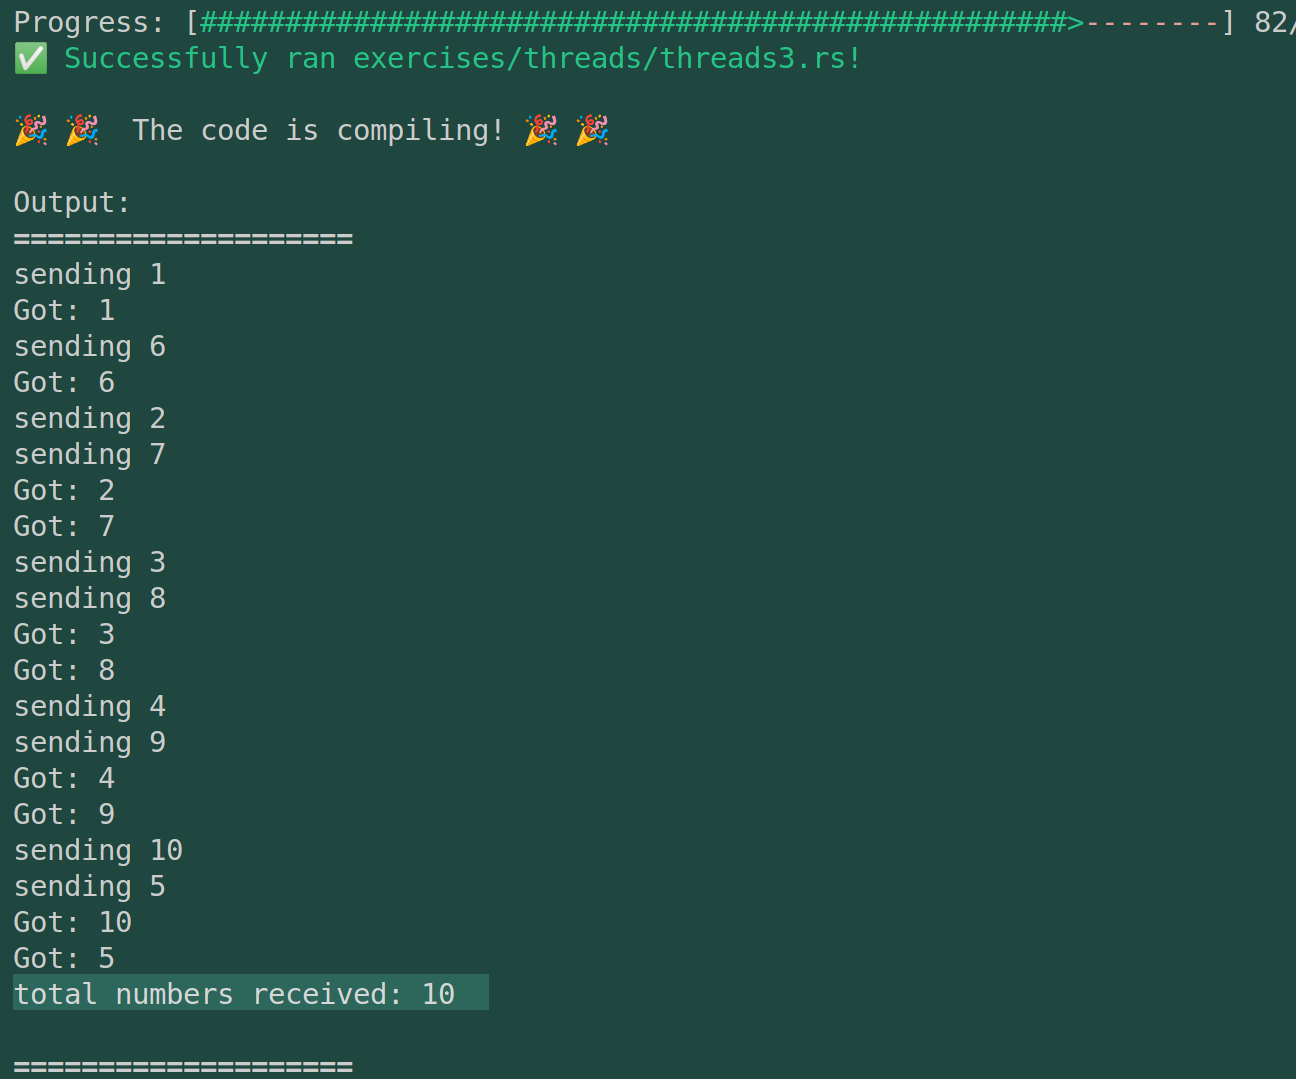 Progress: [###################################################>--------] 82/
✅ Successfully ran exercises/threads/threads3.rs!
🎉 🎉  The code is compiling! 🎉 🎉
Output:
====================
sending 1
Got: 1
sending 6
Got: 6
sending 2
sending 7
Got: 2
Got: 7
sending 3
sending 8
Got: 3
Got: 8
sending 4
sending 9
Got: 4
Got: 9
sending 10
sending 5
Got: 10
Got: 5
total numbers received: 10
====================